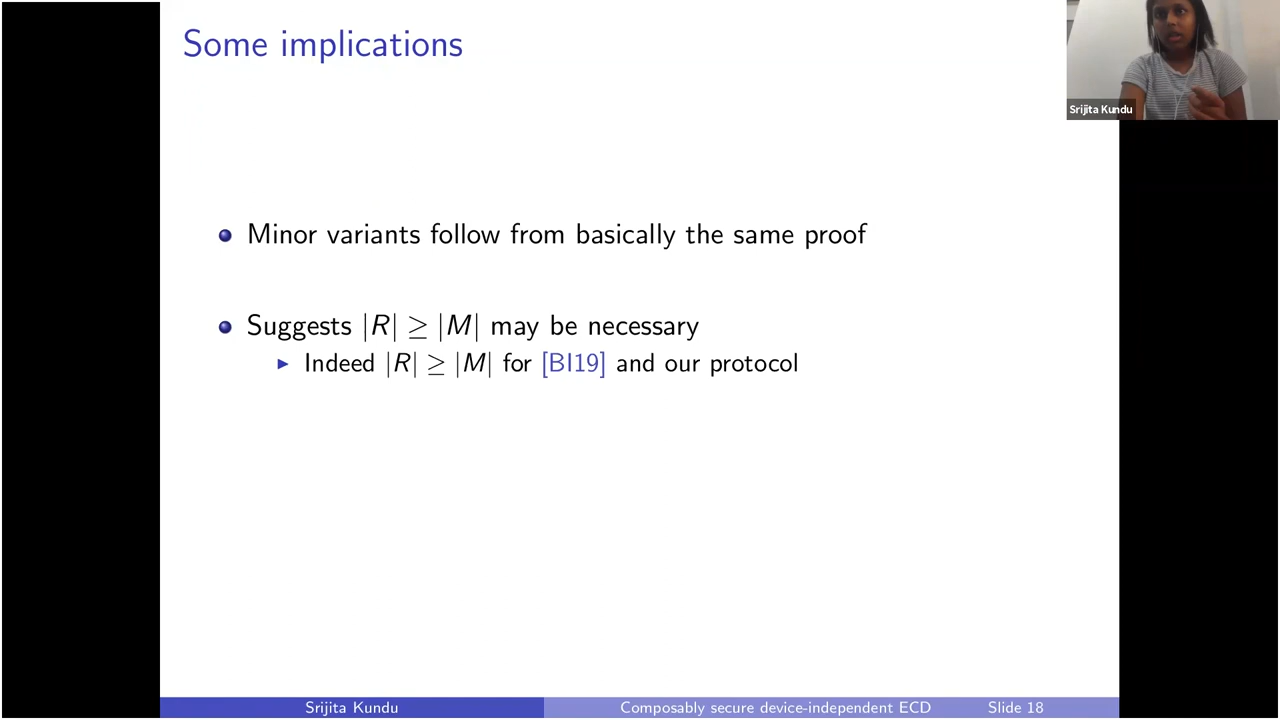 Some implications
Srijita Kundu
Minor variants follow from basically the same proof
Suggests |R| ≥ |M| may be necessary
Indeed |R| ≥ |M| for [BI19] and our protocol
Srijita Kundu
Composably secure device-independent ECD
Slide 18